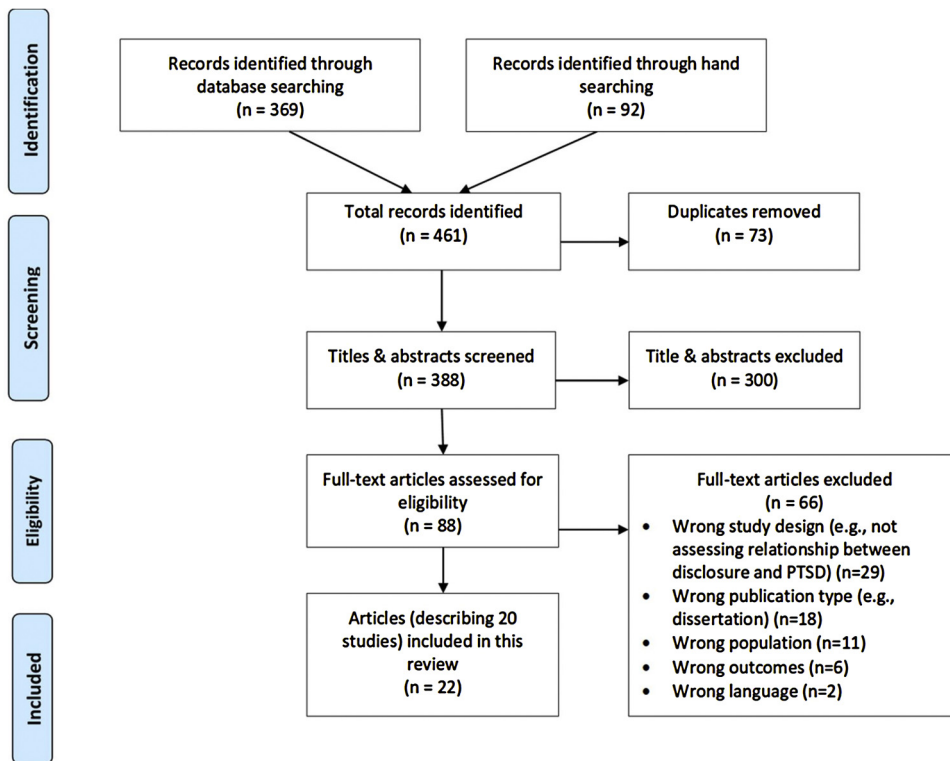 Identification
Records identified through
database searching
(n = 369)
Records identified through hand
searching
(n = 92)
Screening
Total records identified
(n = 461)
Duplicates removed
(n = 73)
Titles & abstracts screened
(n = 388)
Title & abstracts excluded
(n = 300)
Eligibility
Full-text articles assessed for
eligibility
(n = 88)
Full-text articles excluded
(n = 66)
• Wrong study design (e.g., not
assessing relationship between
disclosure and PTSD) (n=29)
• Wrong publication type (e.g.,
dissertation) (n=18)
• Wrong population (n=11)
• Wrong outcomes (n=6)
• Wrong language (n=2)
Included
Articles (describing 20
studies) included in this
review
(n = 22)